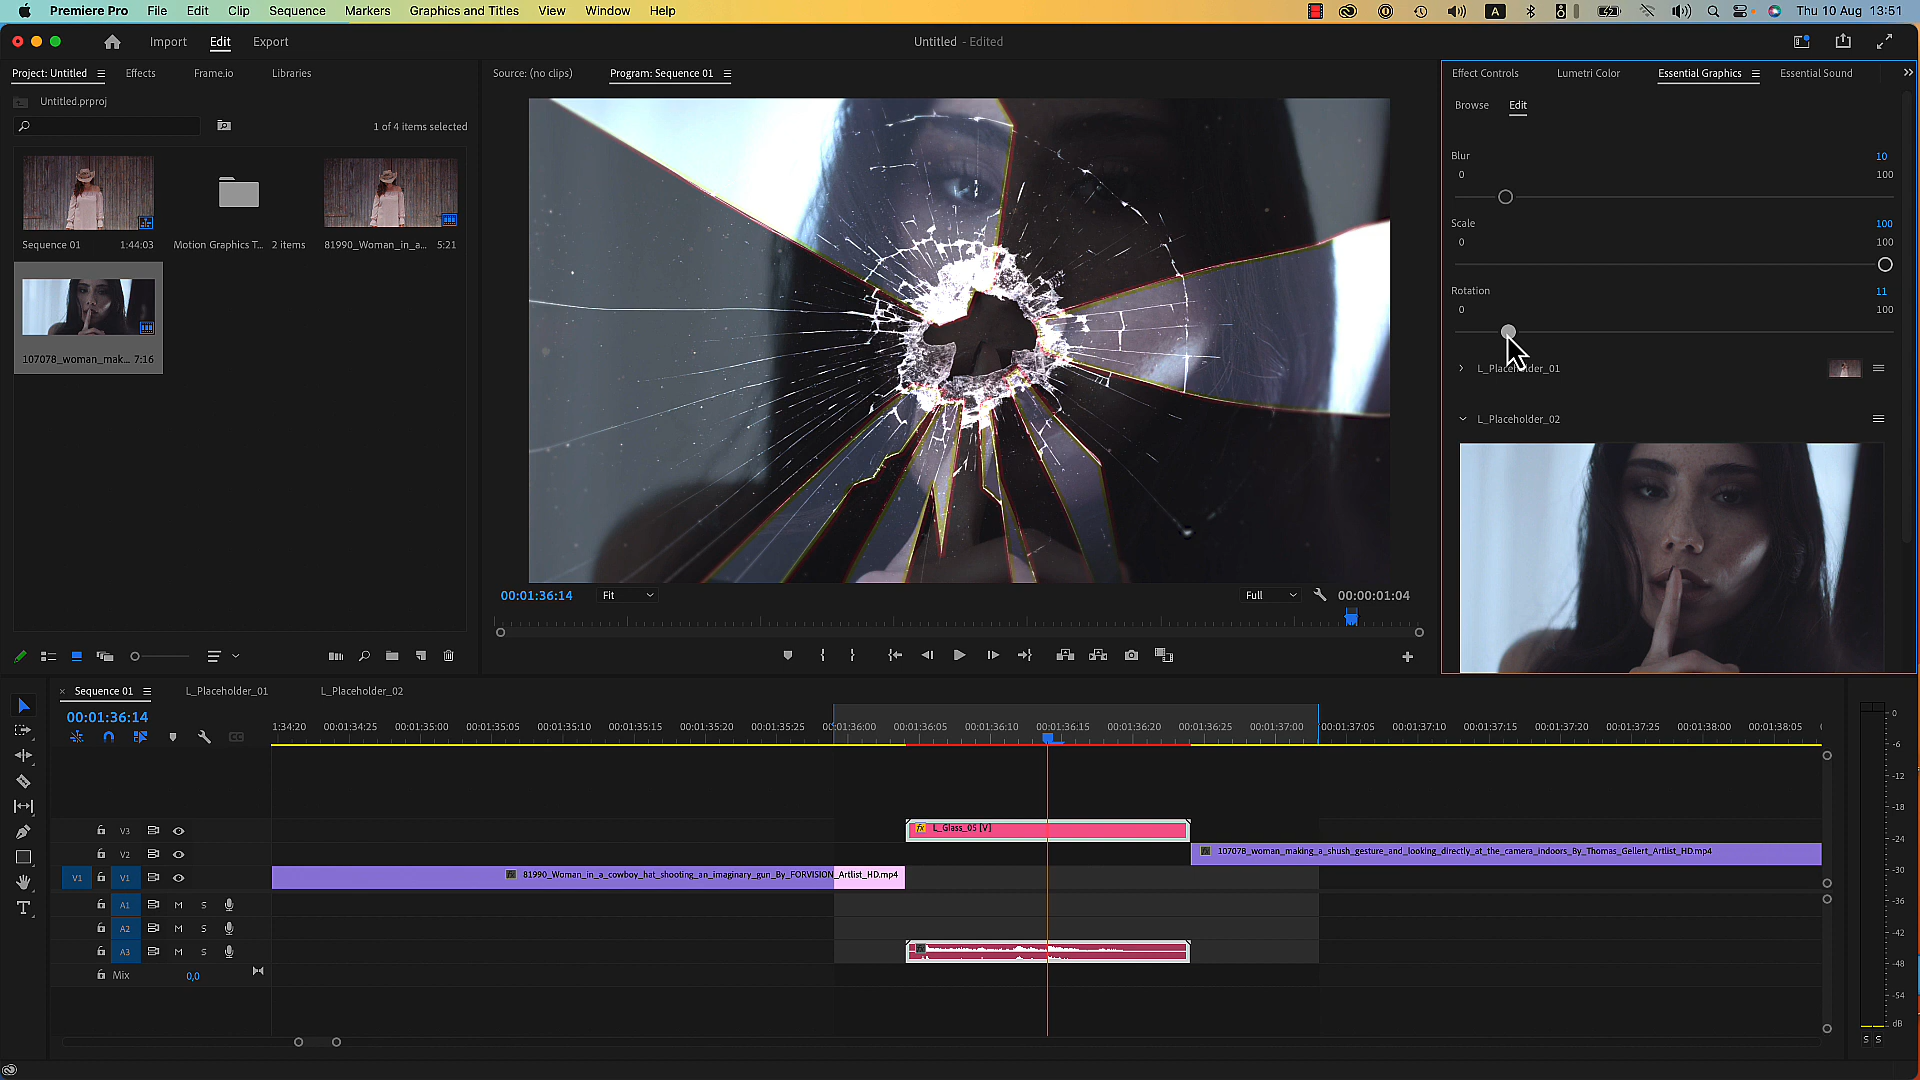 Premiere Pro File Edit Clip Sequence Markers Graphics and Titles View Window Help A Thu 10 Aug 13:51
Import Edit Export Untitled - Edited
Project: Untitled Effects Frame.io Libraries Source: (no clips) Program: Sequence 01 Effect Controls Lumetri Color Essential Graphics Essential Sound
Untitled.prproj
Browse Edit
1 of 4 items selected
Sequence 01 1:44:03 Motion Graphics T... 2 items 81990_Woman_in_a... 5:21
107078_woman_mak... 7:16
Blur 10
0 100
Scale 100
0 100
Rotation 11
0 100
L_Placeholder_01
L_Placeholder_02
00:01:36:14 Fit Full 00:00:01:04
Sequence 01 L_Placeholder_01 L_Placeholder_02
00:01:36:14
1:34:20 00:01:34:25 00:01:35:00 00:01:35:05 00:01:35:10 00:01:35:15 00:01:35:20 00:01:35:25 00:01:36:00 00:01:36:05 00:01:36:10 00:01:36:15 00:01:36:20 00:01:36:25 00:01:37:00 00:01:37:05 00:01:37:10 00:01:37:15 00:01:37:20 00:01:37:25 00:01:38:00 00:01:38:05
V3 fx L_Glass_05 [V]
V2 107078_woman_making_a_shush_gesture_and_looking_directly_at_the_camera_indoors_By_Thomas_Gellert_Artlist_HD.mp4
V1 V1 81990_Woman_in_a_cowboy_hat_shooting_an_imaginary_gun_By_FORVISION_Artlist_HD.mp4
A1 M S
A2 M S
A3 M S
Mix 0,0
0
-6
-12
-18
-24
-30
-36
-42
-48
-54
dB
S S